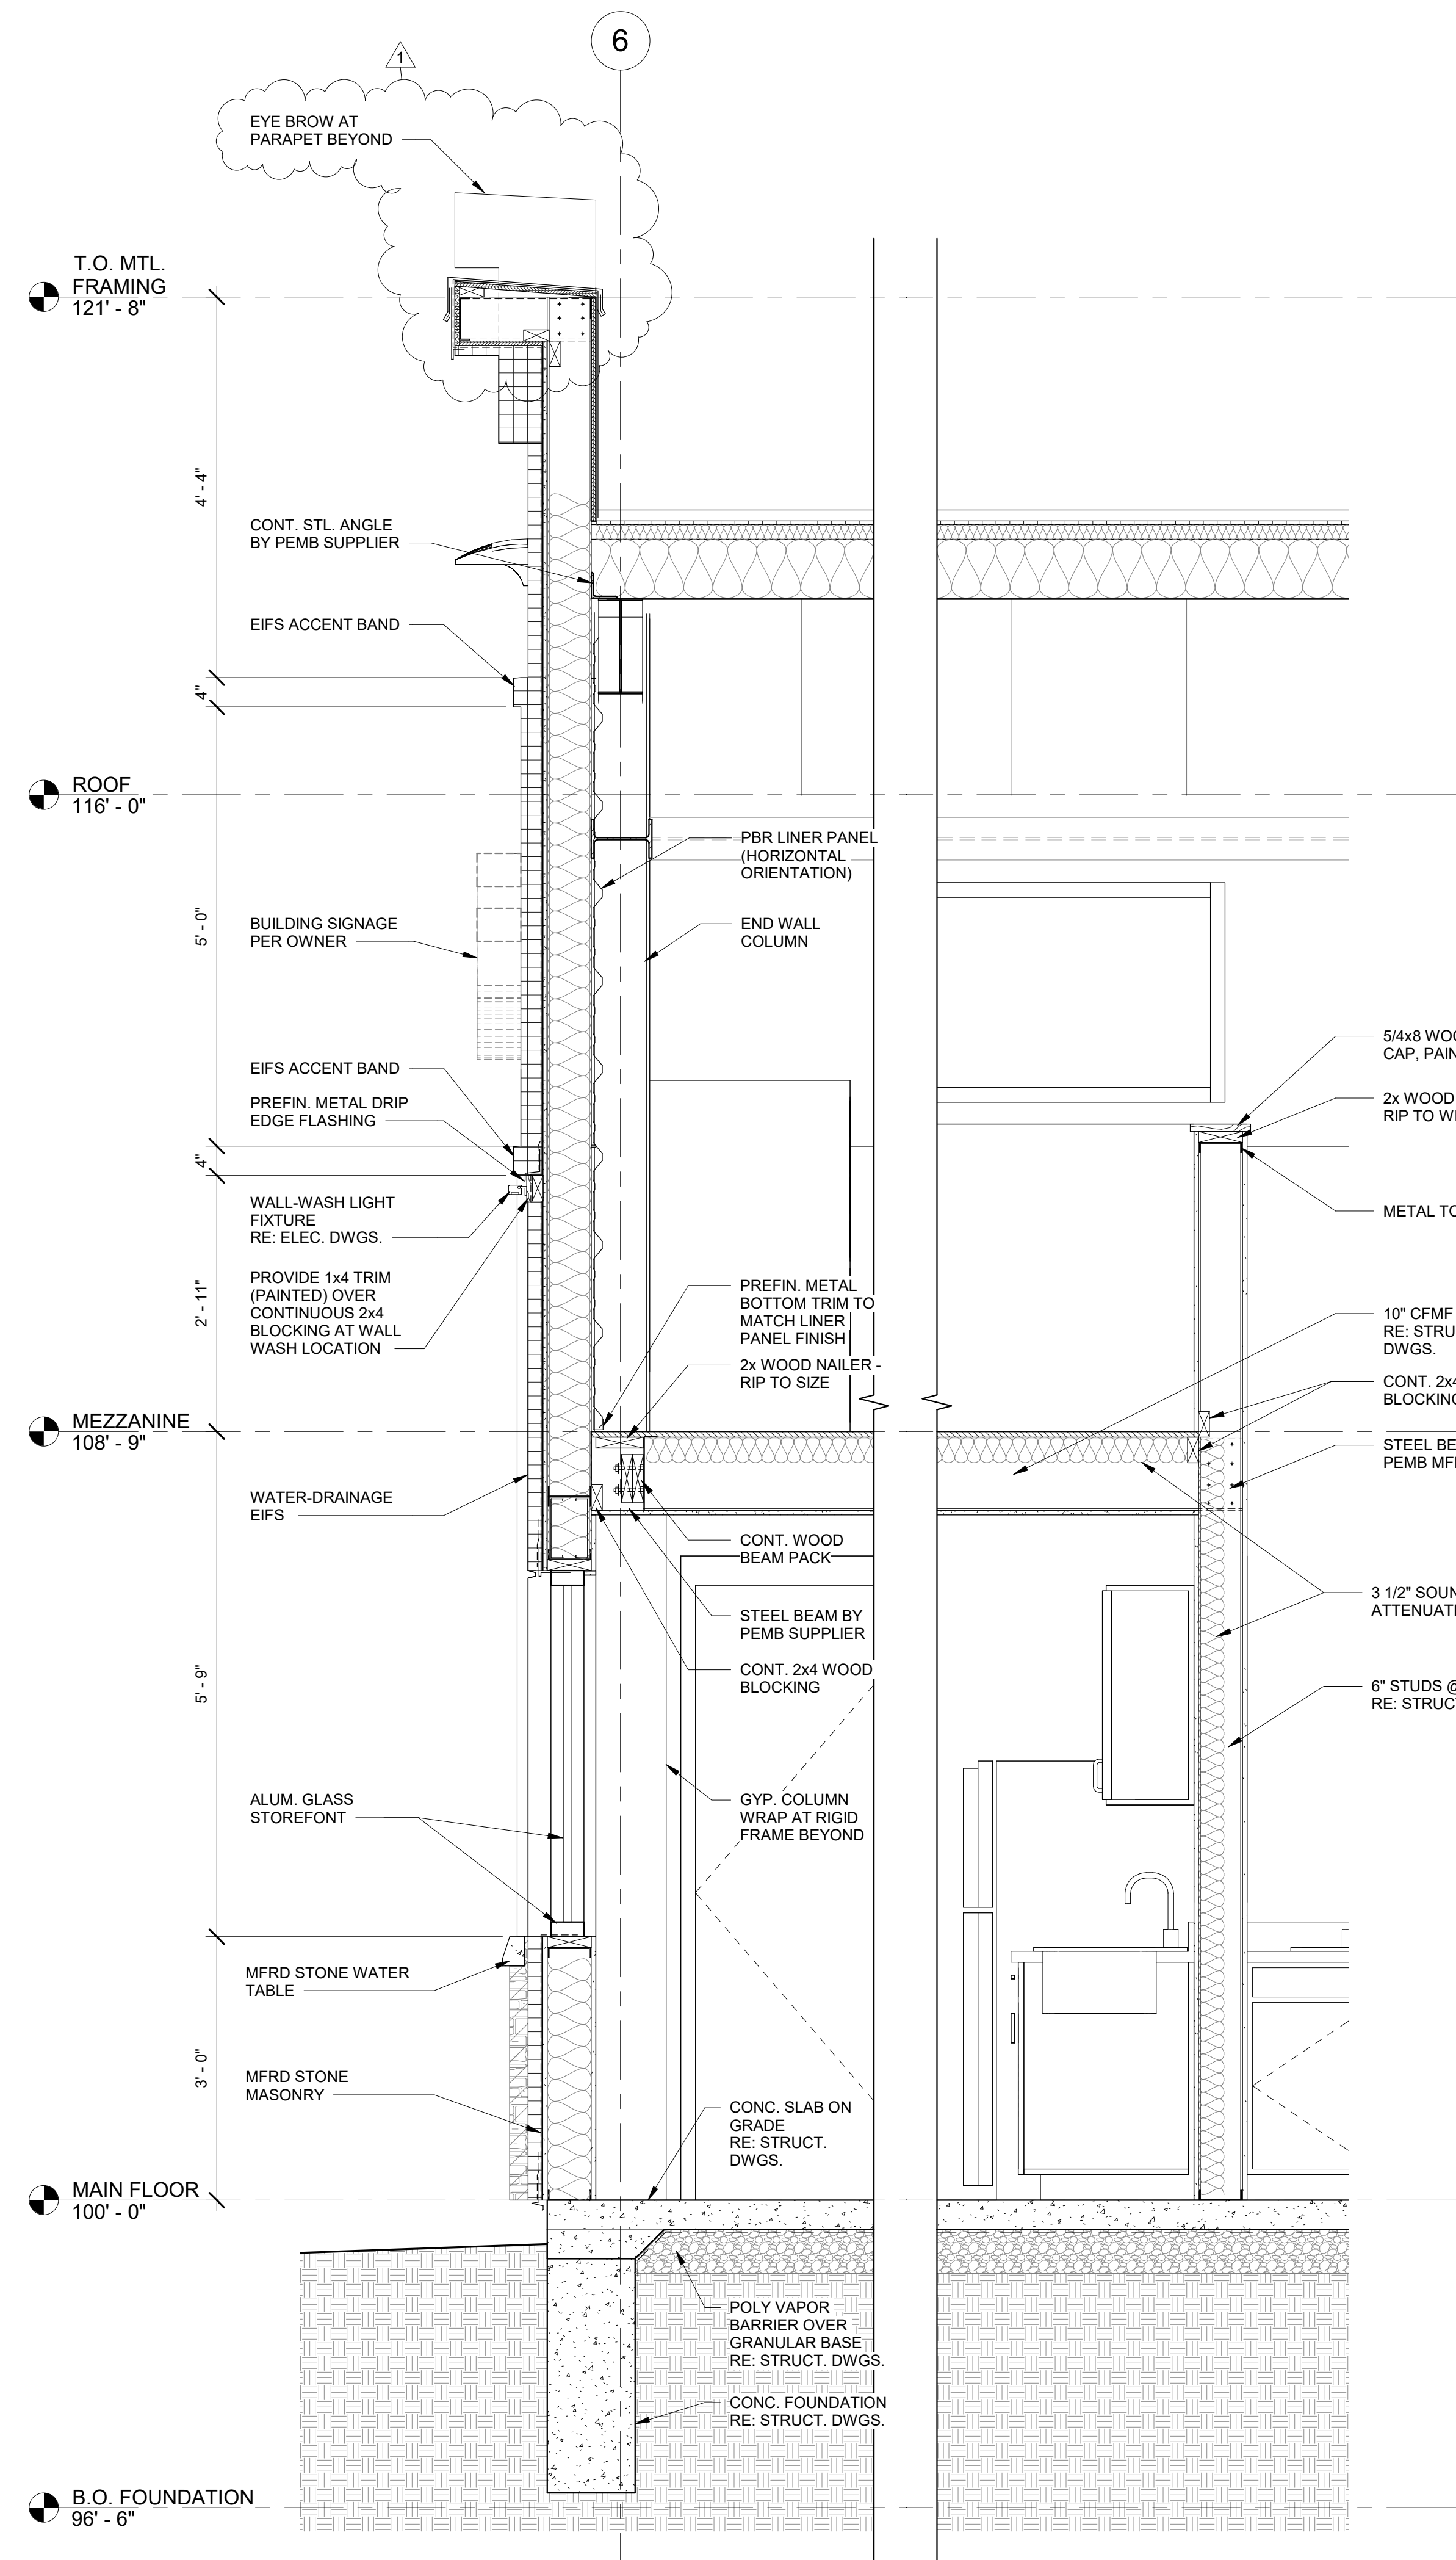 6
1
EYE BROW AT
PARAPET BEYOND
T.O. MTL.
FRAMING
121' - 8"
4' - 4"
CONT. STL. ANGLE
BY PEMB SUPPLIER
EIFS ACCENT BAND
4"
ROOF
116' - 0"
PBR LINER PANEL
(HORIZONTAL
ORIENTATION)
5' - 0"
BUILDING SIGNAGE
PER OWNER
END WALL
COLUMN
EIFS ACCENT BAND
PREFIN. METAL DRIP
EDGE FLASHING
4"
WALL-WASH LIGHT
FIXTURE
RE: ELEC. DWGS.
PROVIDE 1x4 TRIM
(PAINTED) OVER
CONTINUOUS 2x4
BLOCKING AT WALL
WASH LOCATION
2' - 11"
PREFIN. METAL
BOTTOM TRIM TO
MATCH LINER
PANEL FINISH
2x WOOD NAILER -
RIP TO SIZE
5/4x8 WOO
CAP, PAIN
2x WOOD
RIP TO WI
METAL TO
10" CFMF
RE: STRU
DWGS.
CONT. 2x4
BLOCKING
STEEL BE
PEMB MF
MEZZANINE
108' - 9"
WATER-DRAINAGE
EIFS
CONT. WOOD
BEAM PACK
STEEL BEAM BY
PEMB SUPPLIER
CONT. 2x4 WOOD
BLOCKING
3 1/2" SOUN
ATTENUATI
6" STUDS @
RE: STRUC
5' - 9"
ALUM. GLASS
STOREFONT
GYP. COLUMN
WRAP AT RIGID
FRAME BEYOND
MFRD STONE WATER
TABLE
3' - 0"
MFRD STONE
MASONRY
CONC. SLAB ON
GRADE
RE: STRUCT.
DWGS.
MAIN FLOOR
100' - 0"
POLY VAPOR
BARRIER OVER
GRANULAR BASE
RE: STRUCT. DWGS.
CONC. FOUNDATION
RE: STRUCT. DWGS.
B.O. FOUNDATION
96' - 6"